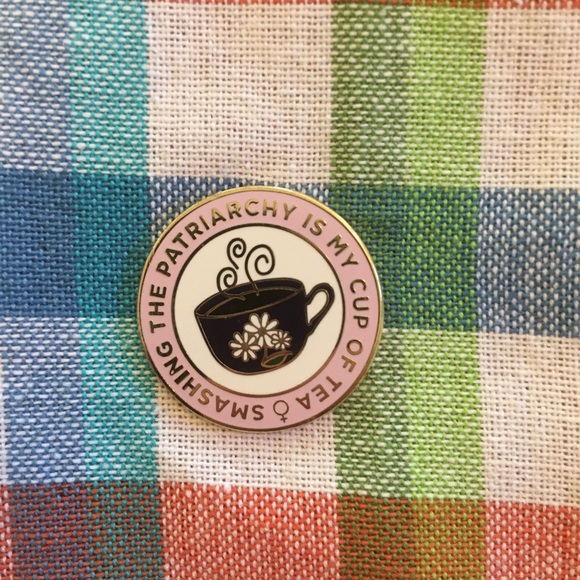 SMASHING THE PATRIARCHY IS MY CUP OF TEA ♀